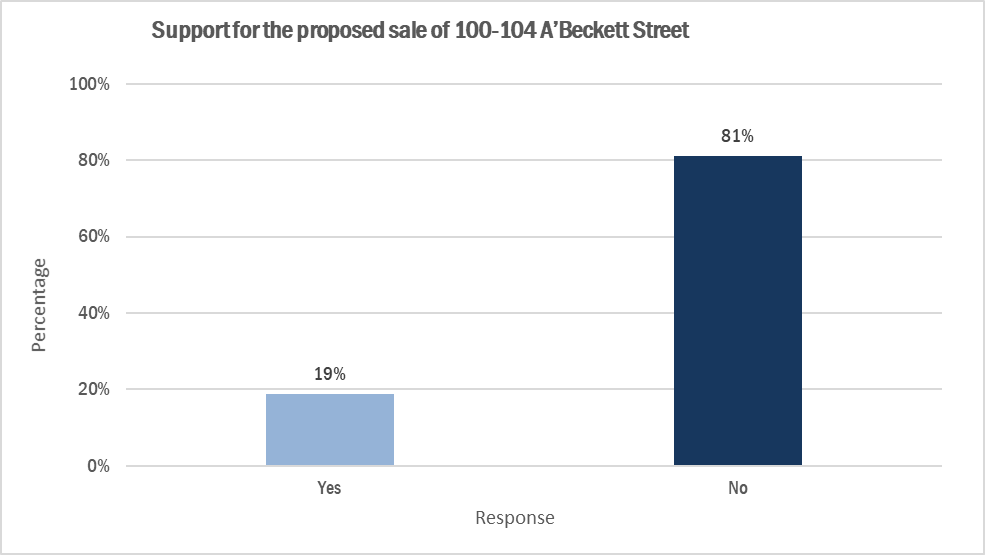 Support for the proposed sale of 100-104 A’Beckett Street
100%
81%
80%
60%
Percentage
40%
19%
20%
0%
Yes
No
Response